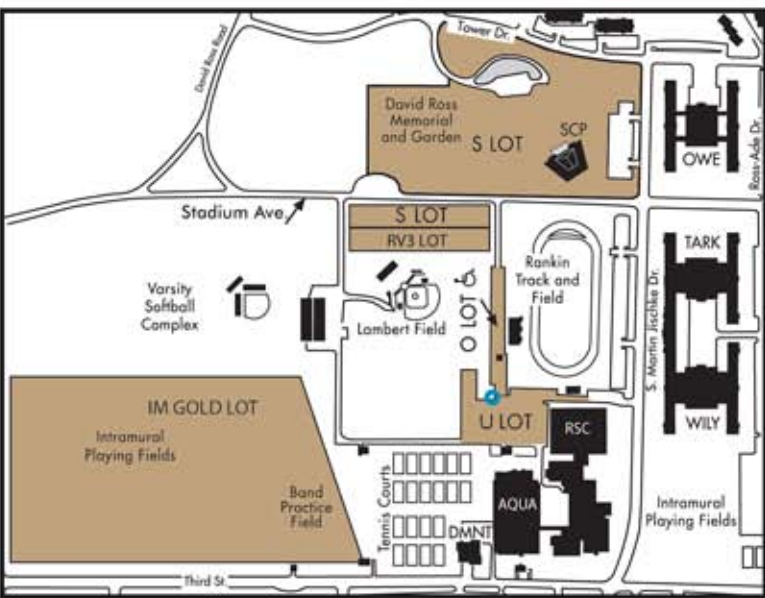 Tower Dr.
David Ross Road
David Ross
Memorial
and Garden
S LOT
SCP
OWE
Ross-Ade Dr.
Stadium Ave.
S LOT
RV3 LOT
TARK
Rankin
Track and
Field
Varsity
Softball
Complex
Lambert Field
O LOT
S. Martin Jischke Dr.
IM GOLD LOT
U LOT
RSC
WILY
Intramural
Playing Fields
Band
Practice
Field
Tennis Courts
AQUA
DMNT
Intramural
Playing Fields
Third St.